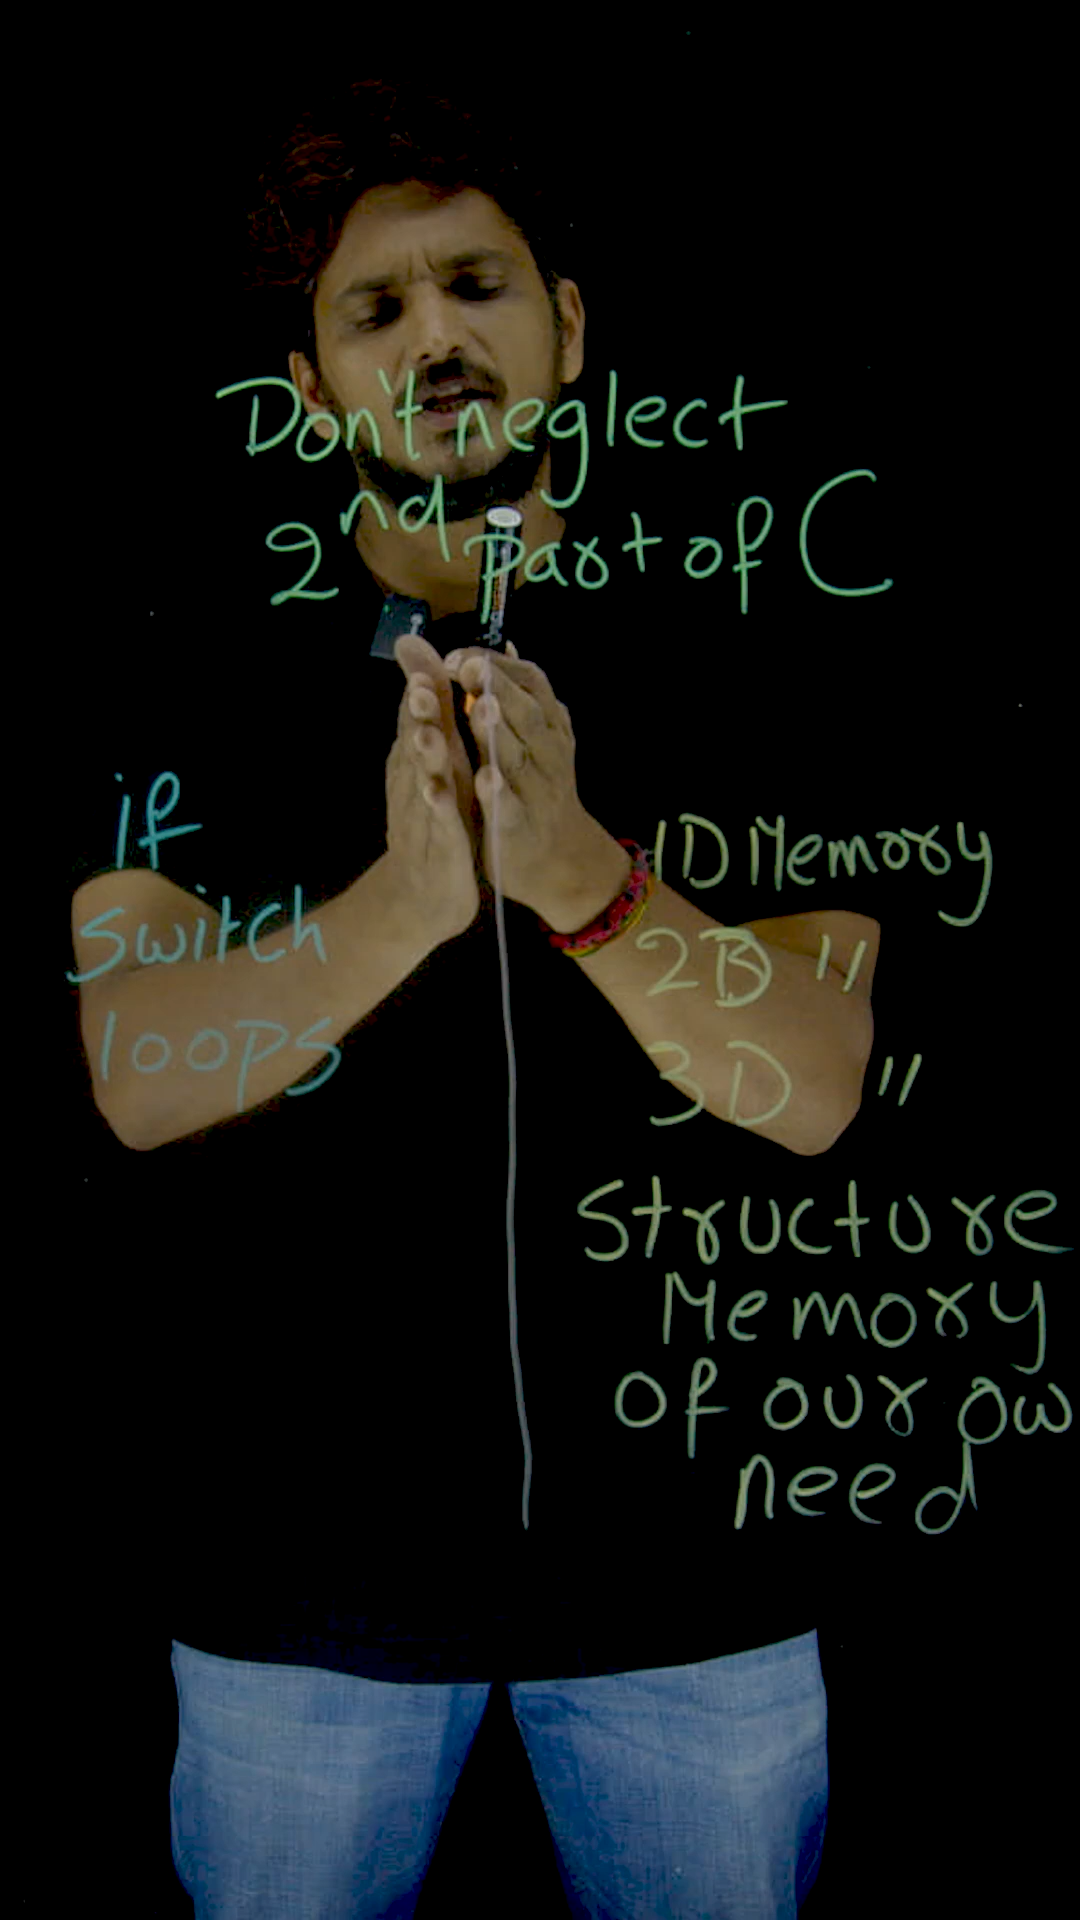 Don't neglect
2nd part of C
if
switch
loops
1D Memory
2D "
3D "
Structure
Memory
of our ow
need